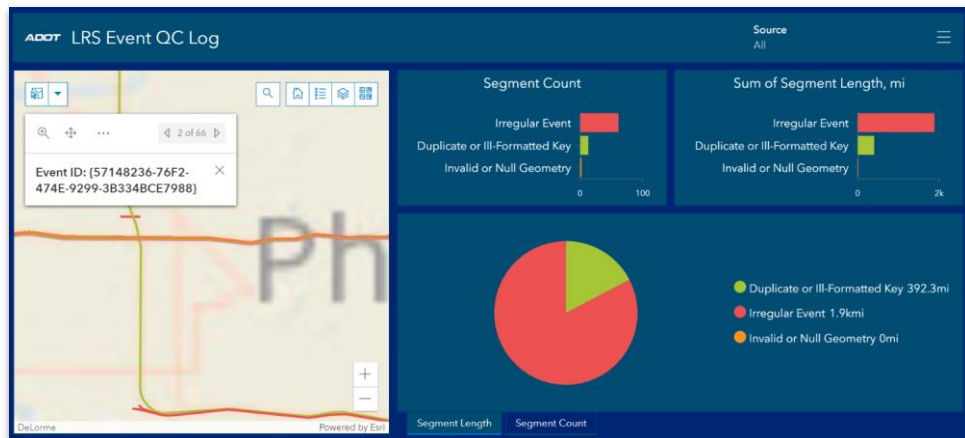 ADOT LRS Event QC Log
Source
All
2 of 66
Event ID: {57148236-76F2-
474E-9299-3B334BCE7988}
Ph
DeLorme
Powered by Esri
Segment Count
Irregular Event
Duplicate or Ill-Formatted Key
Invalid or Null Geometry
0 100
Sum of Segment Length, mi
Irregular Event
Duplicate or Ill-Formatted Key
Invalid or Null Geometry
0 2k
Duplicate or Ill-Formatted Key 392.3mi
Irregular Event 1.9kmi
Invalid or Null Geometry 0mi
Segment Length Segment Count